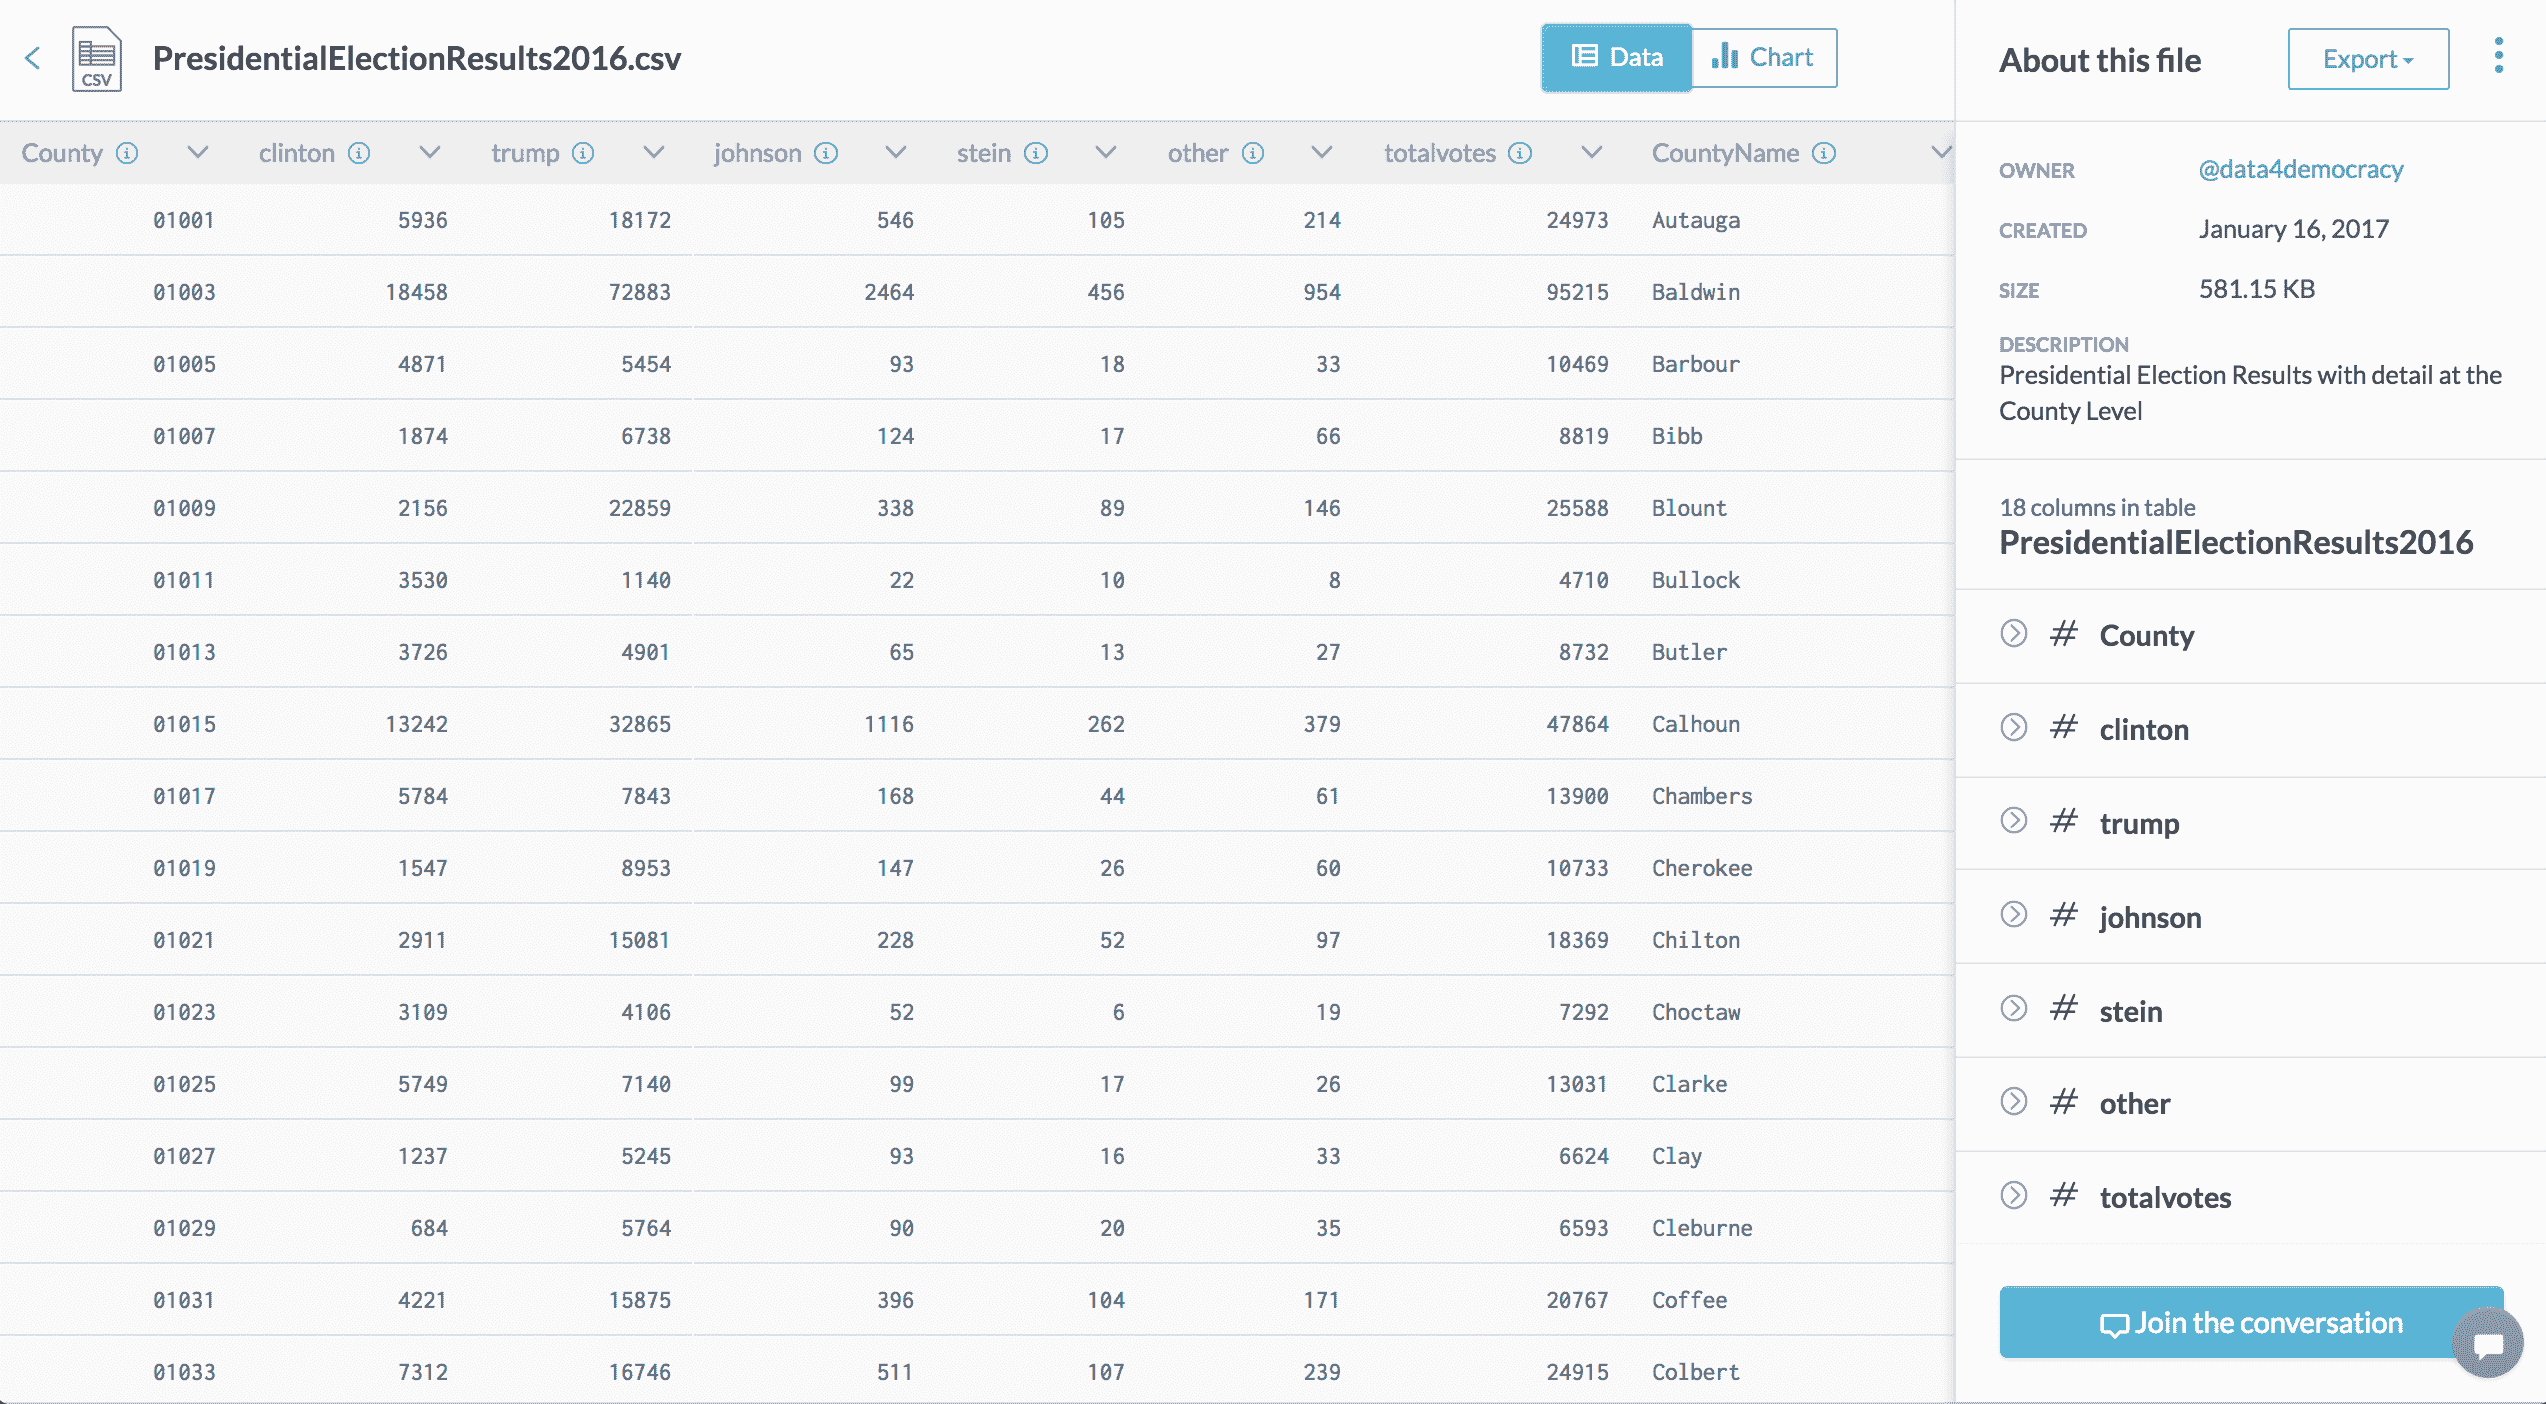 CSV PresidentialElectionResults2016.csv Data Chart
County clinton trump johnson stein other totalvotes CountyName
01001 5936 18172 546 105 214 24973 Autauga
01003 18458 72883 2464 456 954 95215 Baldwin
01005 4871 5454 93 18 33 10469 Barbour
01007 1874 6738 124 17 66 8819 Bibb
01009 2156 22859 338 89 146 25588 Blount
01011 3530 1140 22 10 8 4710 Bullock
01013 3726 4901 65 13 27 8732 Butler
01015 13242 32865 1116 262 379 47864 Calhoun
01017 5784 7843 168 44 61 13900 Chambers
01019 1547 8953 147 26 60 10733 Cherokee
01021 2911 15081 228 52 97 18369 Chilton
01023 3109 4106 52 6 19 7292 Choctaw
01025 5749 7140 99 17 26 13031 Clarke
01027 1237 5245 93 16 33 6624 Clay
01029 684 5764 90 20 35 6593 Cleburne
01031 4221 15875 396 104 171 20767 Coffee
01033 7312 16746 511 107 239 24915 Colbert
About this file Export
OWNER @data4democracy
CREATED January 16, 2017
SIZE 581.15 KB
DESCRIPTION
Presidential Election Results with detail at the
County Level
18 columns in table
PresidentialElectionResults2016
# County
# clinton
# trump
# johnson
# stein
# other
# totalvotes
Join the conversation